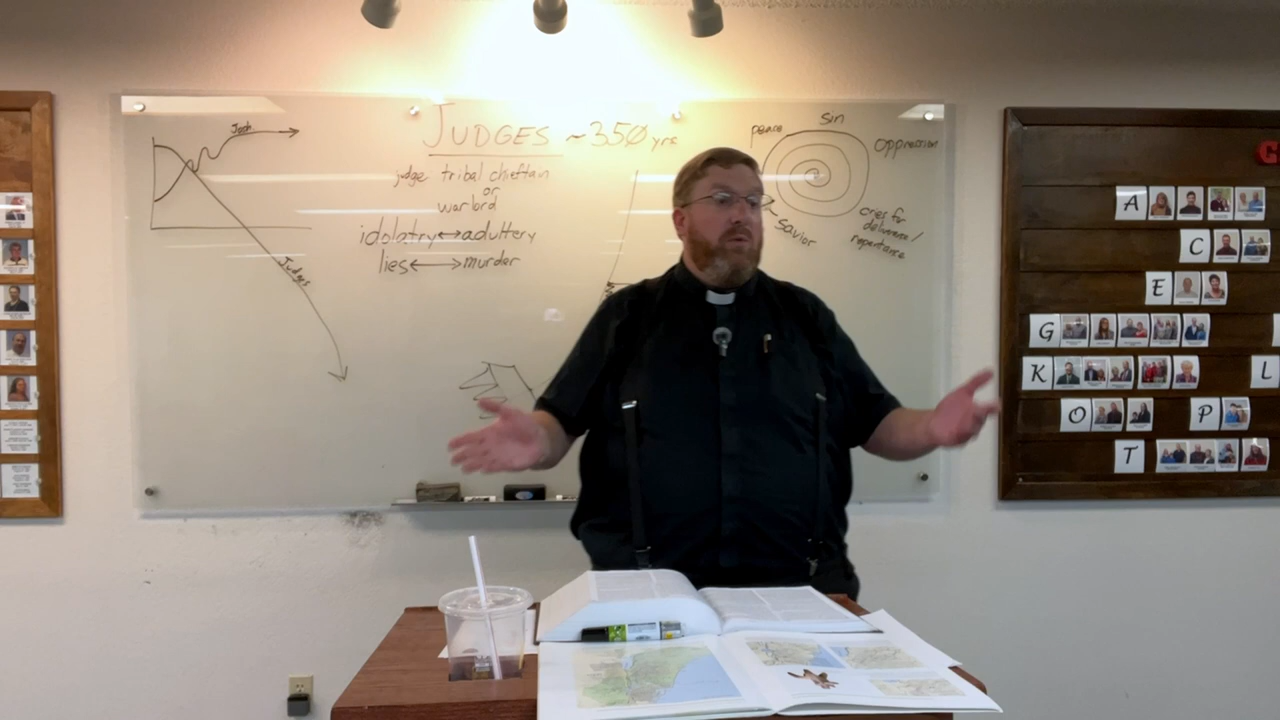 Josh
Judges
JUDGES ~350 yrs
judge tribal chieftain
or
warlord
idolatry↔adultery
lies↔murder
sin
peace
oppression
cries for
deliverance/
repentance
savior
C
A
C
E
G
K
L
O
P
T